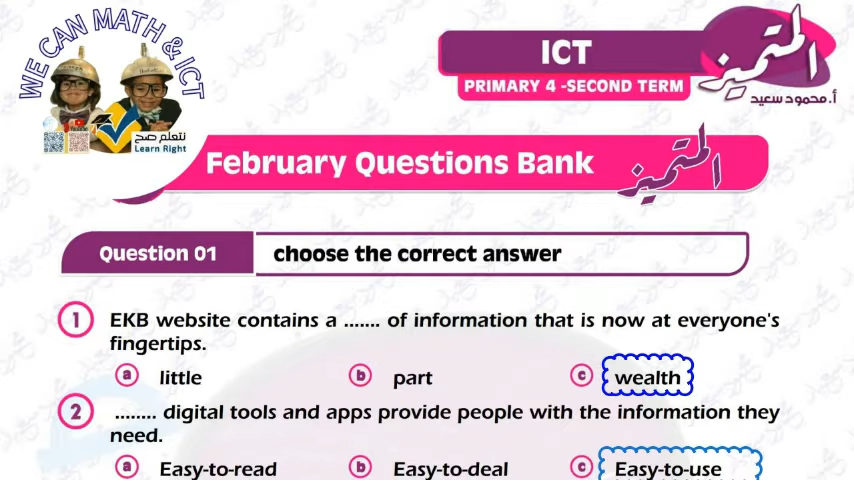 WE CAN MATH & ICT
نتعلم صح
Learn Right
ICT
PRIMARY 4 -SECOND TERM
المتميز
أ. محمود سعيد
February Questions Bank
المتميز
Question 01
choose the correct answer
1 EKB website contains a ....... of information that is now at everyone's
fingertips.
a little b part c wealth
2 ........ digital tools and apps provide people with the information they
need.
a Easy-to-read b Easy-to-deal c Easy-to-use